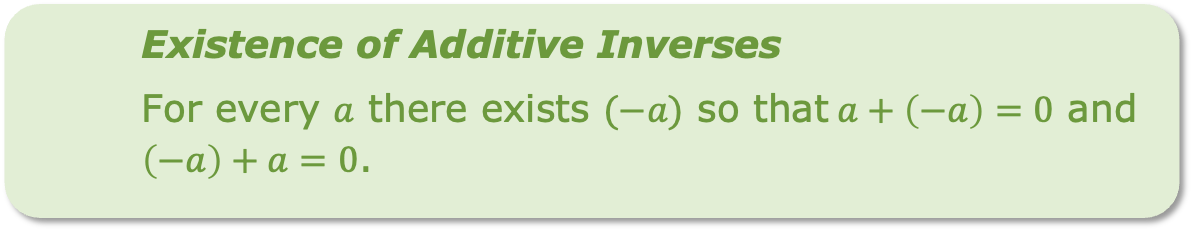 Existence of Additive Inverses
For every a there exists (−a) so that a + (−a) = 0 and
(−a) + a = 0.